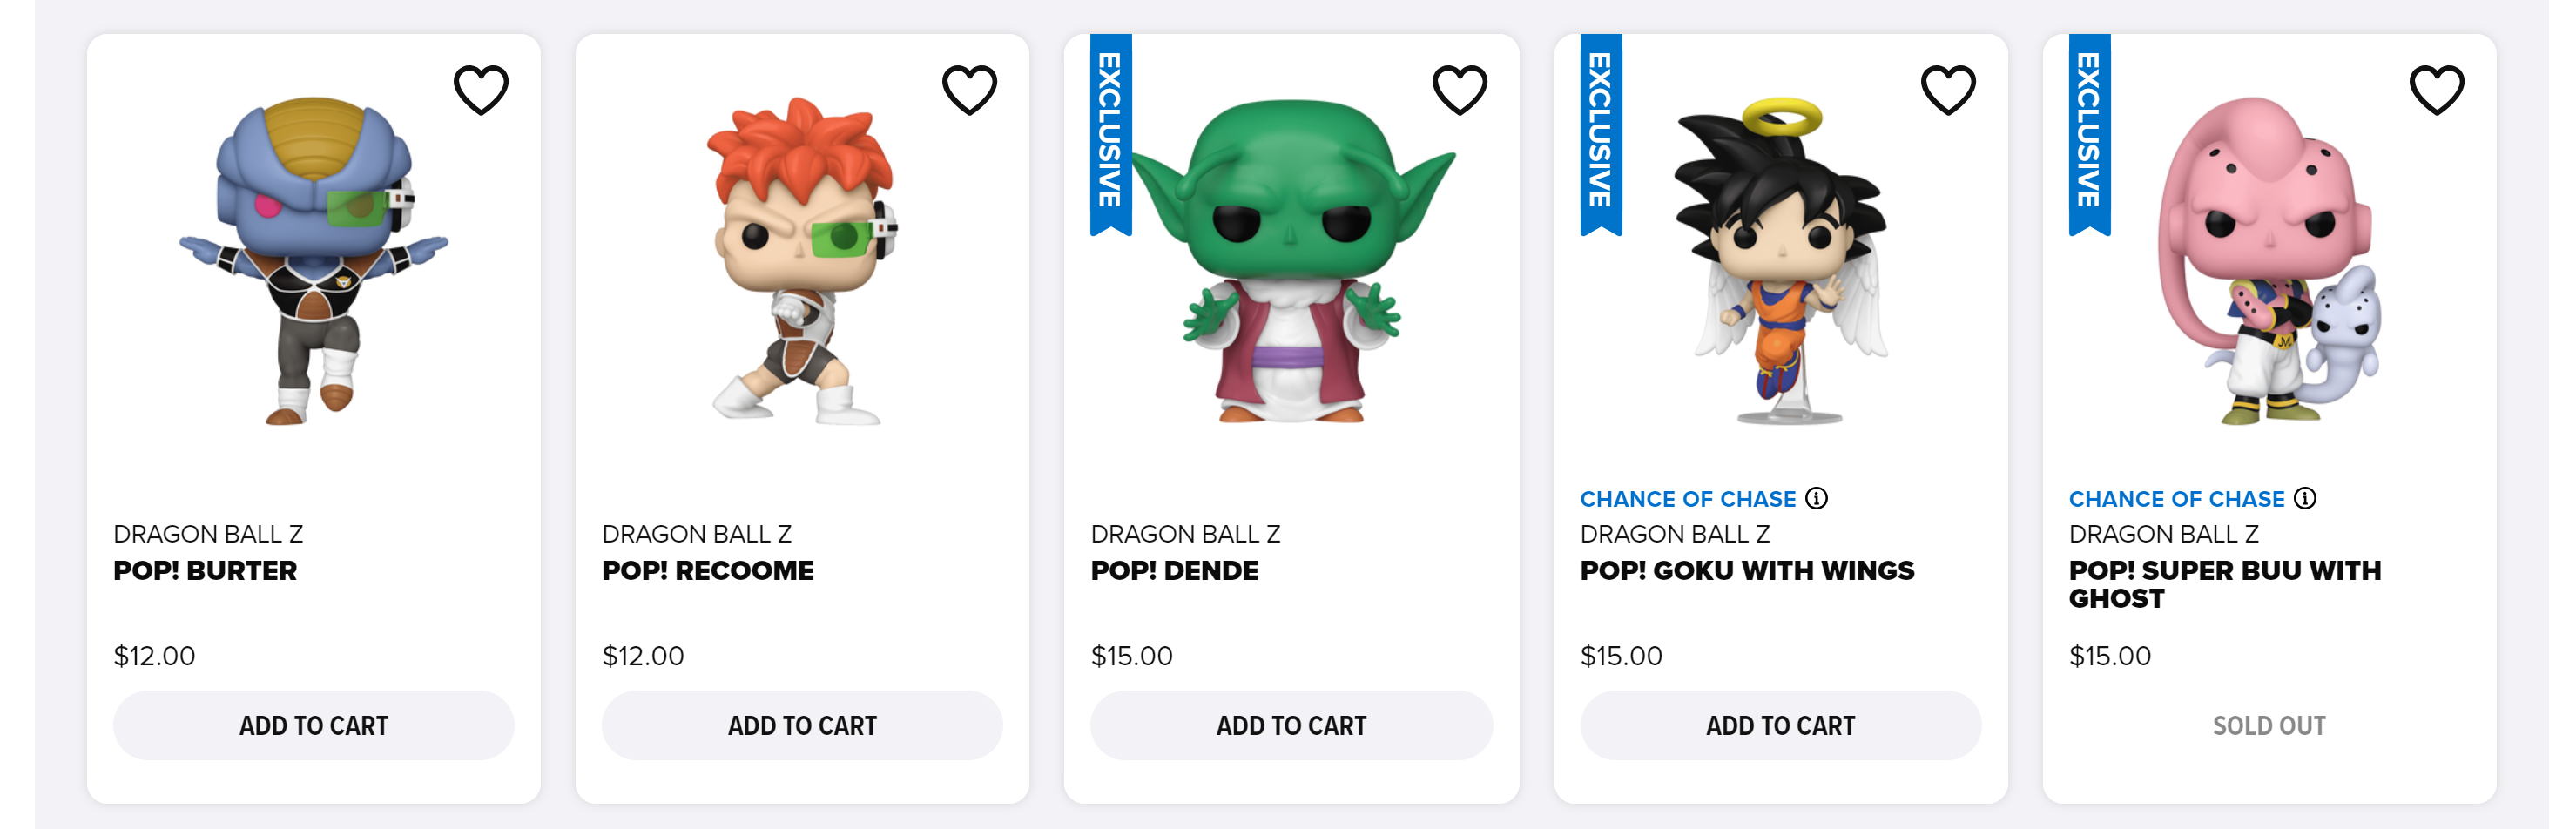 EXCLUSIVE
EXCLUSIVE
EXCLUSIVE
DRAGON BALL Z
POP! BURTER
$12.00
ADD TO CART
DRAGON BALL Z
POP! RECOOME
$12.00
ADD TO CART
DRAGON BALL Z
POP! DENDE
$15.00
ADD TO CART
CHANCE OF CHASE
DRAGON BALL Z
POP! GOKU WITH WINGS
$15.00
ADD TO CART
CHANCE OF CHASE
DRAGON BALL Z
POP! SUPER BUU WITH
GHOST
$15.00
SOLD OUT